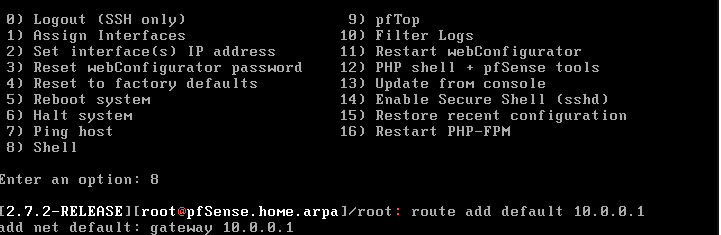 0) Logout (SSH only) 9) pfTop
1) Assign Interfaces 10) Filter Logs
2) Set interface(s) IP address 11) Restart webConfigurator
3) Reset webConfigurator password 12) PHP shell + pfSense tools
4) Reset to factory defaults 13) Update from console
5) Reboot system 14) Enable Secure Shell (sshd)
6) Halt system 15) Restore recent configuration
7) Ping host 16) Restart PHP-FPM
8) Shell
Enter an option: 8
[2.7.2-RELEASE][root@pfSense.home.arpa]/root: route add default 10.0.0.1
add net default: gateway 10.0.0.1